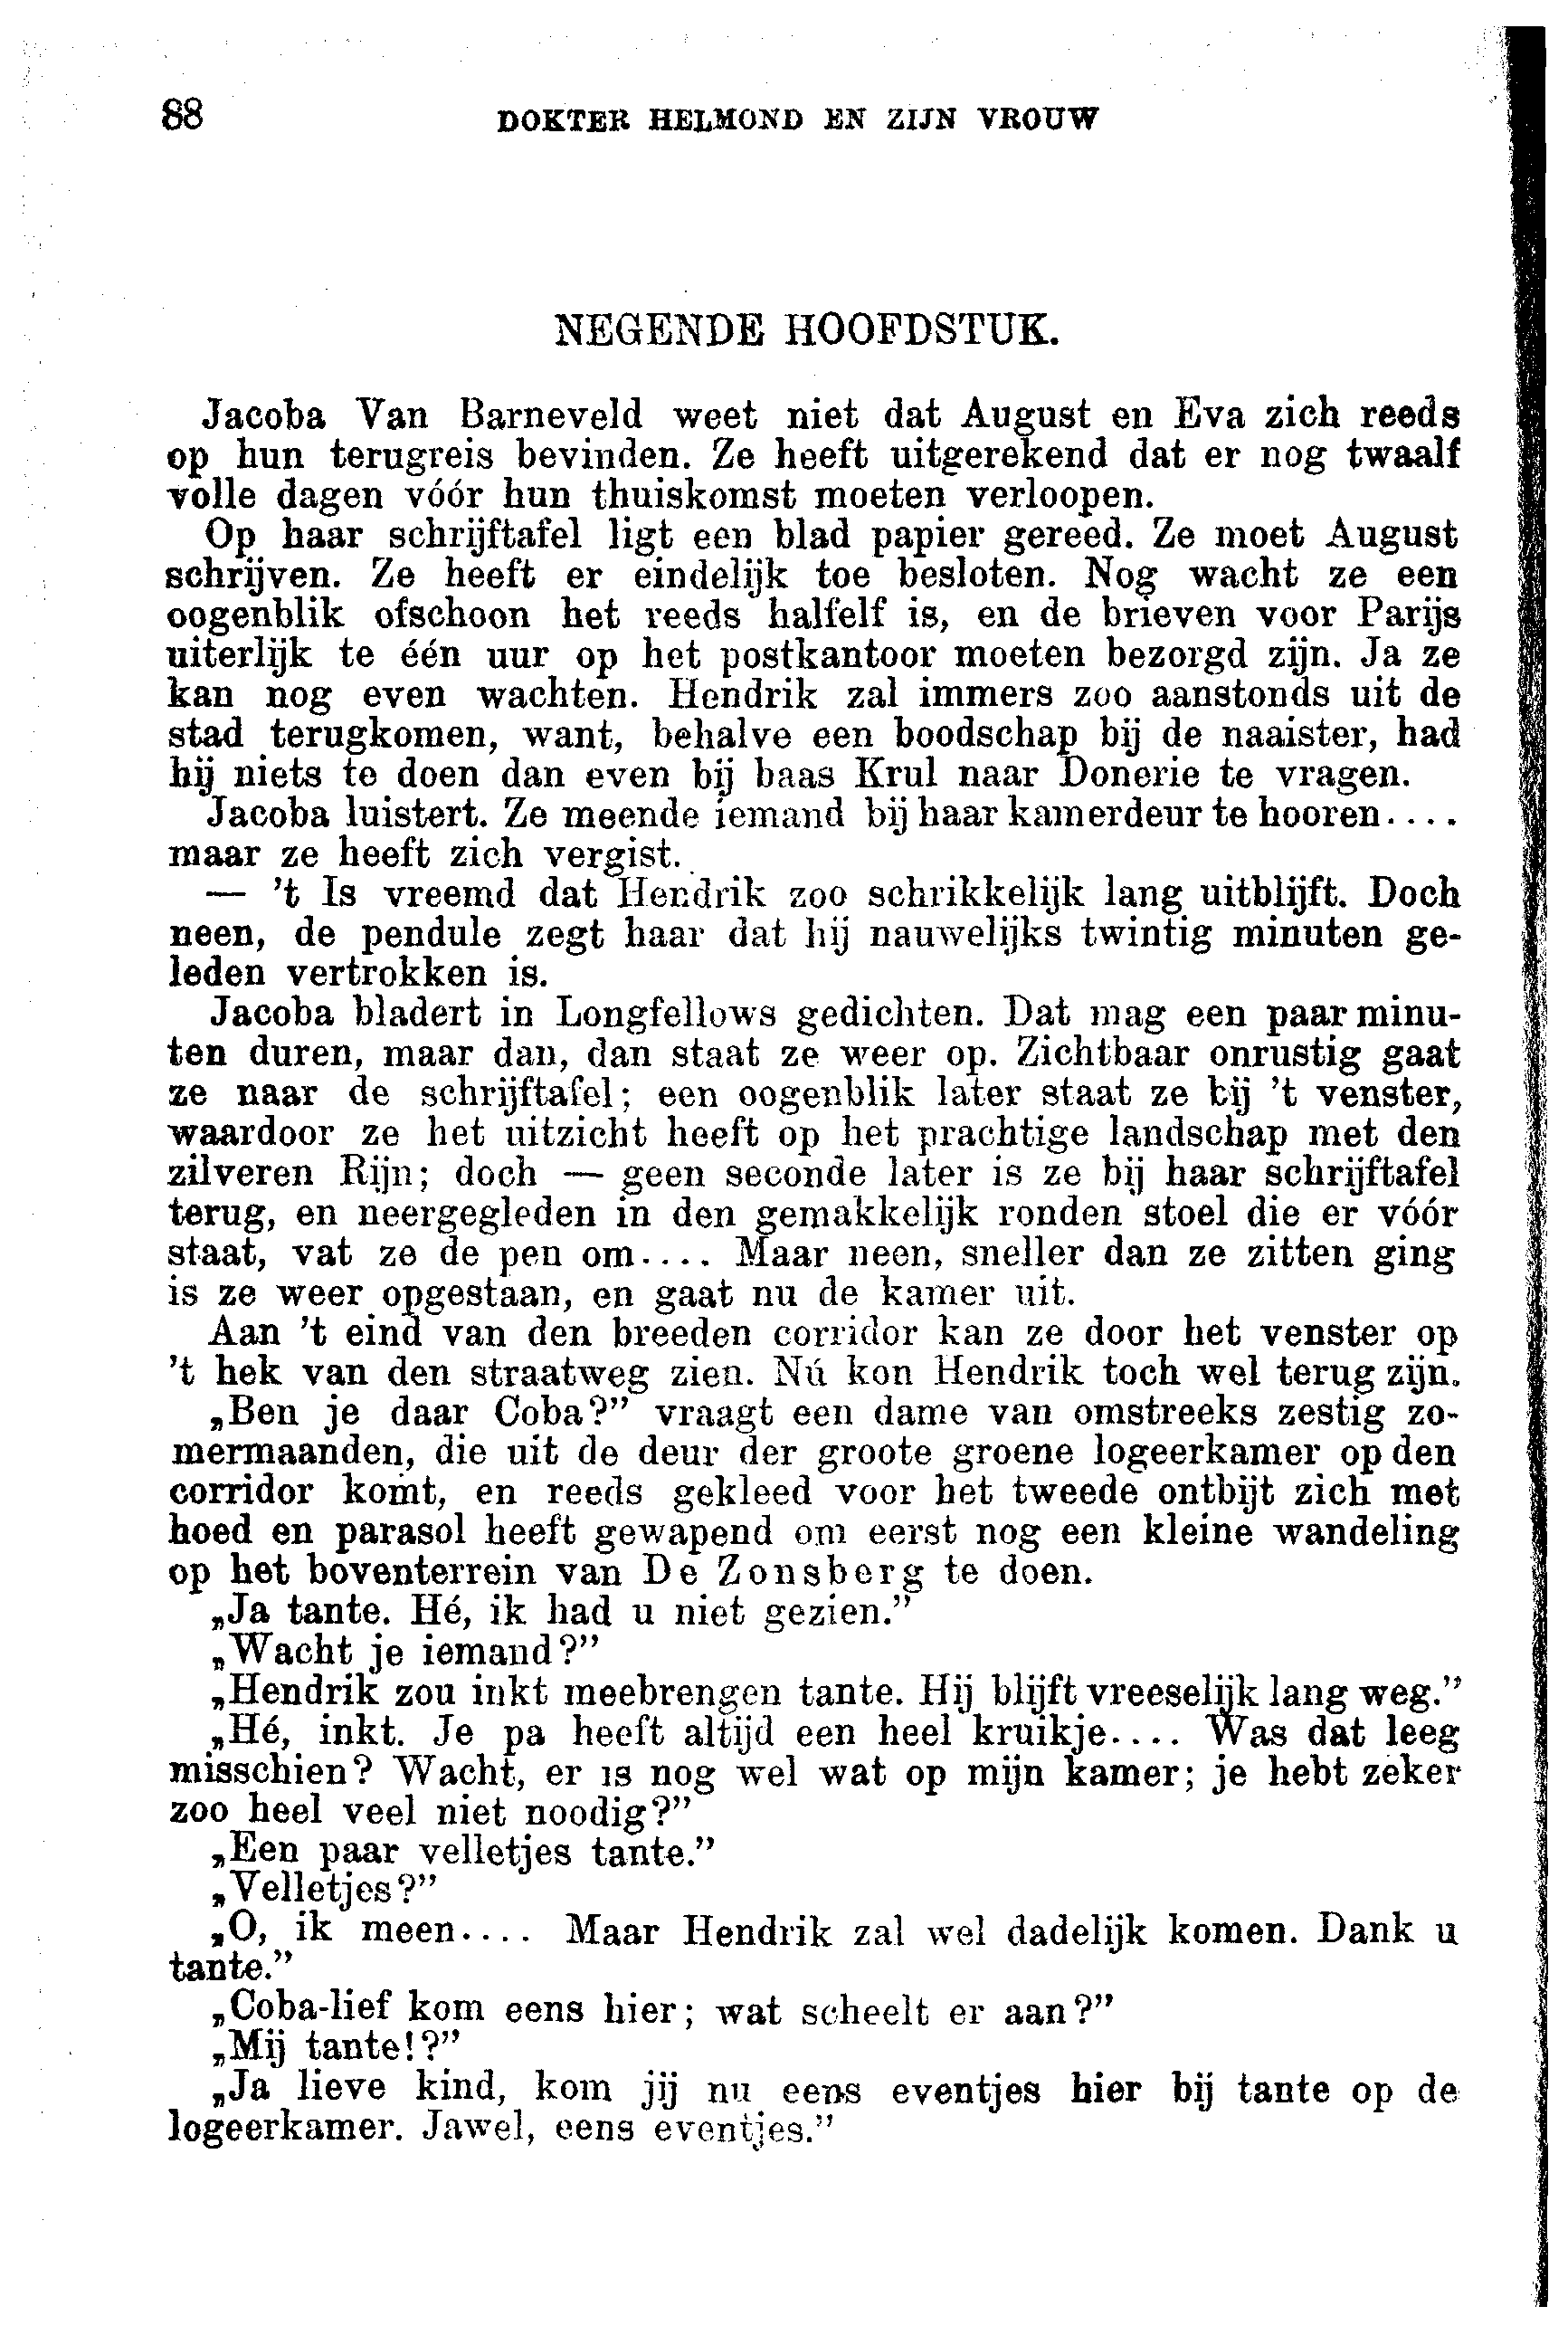 88 DOKTER HELMOND EN ZIJN VROUW
NEGENDE HOOFDSTUK.
Jacoba Van Barneveld weet niet dat August en Eva zich reeds
op hun terugreis bevinden. Ze heeft uitgerekend dat er nog twaalf
volle dagen vóór hun thuiskomst moeten verloopen.
Op haar schrijftafel ligt een blad papier gereed. Ze moet August
schrijven. Ze heeft er eindelijk toe besloten. Nog wacht ze een
oogenblik ofschoon het reeds halfelf is, en de brieven voor Parijs
uiterlijk te één uur op het postkantoor moeten bezorgd zijn. Ja ze
kan nog even wachten. Hendrik zal immers zoo aanstonds uit de
stad terugkomen, want, behalve een boodschap bij de naaister, had
hij niets te doen dan even bij baas Krul naar Donerie te vragen.
Jacoba luistert. Ze meende iemand bij haar kamerdeur te hooren....
maar ze heeft zich vergist.
— 't Is vreemd dat Hendrik zoo schrikkelijk lang uitblijft. Doch
neen, de pendule zegt haar dat hij nauwelijks twintig minuten ge-
leden vertrokken is.
Jacoba bladert in Longfellows gedichten. Dat mag een paar minu-
ten duren, maar dan, dan staat ze weer op. Zichtbaar onrustig gaat
ze naar de schrijftafel; een oogenblik later staat ze bij 't venster,
waardoor ze het uitzicht heeft op het prachtige landschap met den
zilveren Rijn; doch — geen seconde later is ze bij haar schrijftafel
terug, en neergegleden in den gemakkelijk ronden stoel die er vóór
staat, vat ze de pen om.... Maar neen, sneller dan ze zitten ging
is ze weer opgestaan, en gaat nu de kamer uit.
Aan 't eind van den breeden corridor kan ze door het venster op
't hek van den straatweg zien. Nú kon Hendrik toch wel terug zijn.
„Ben je daar Coba?” vraagt een dame van omstreeks zestig zo-
mermaanden, die uit de deur der groote groene logeerkamer op den
corridor komt, en reeds gekleed voor het tweede ontbijt zich met
hoed en parasol heeft gewapend om eerst nog een kleine wandeling
op het boventerrein van De Zonsberg te doen.
„Ja tante. Hé, ik had u niet gezien.”
„Wacht je iemand?”
„Hendrik zou inkt meebrengen tante. Hij blijft vreeselijk lang weg.”
„Hé, inkt. Je pa heeft altijd een heel kruikje.... Was dat leeg
misschien? Wacht, er is nog wel wat op mijn kamer; je hebt zeker
zoo heel veel niet noodig?”
„Een paar velletjes tante.”
„Velletjes?”
„O, ik meen.... Maar Hendrik zal wel dadelijk komen. Dank u
tante.”
„Coba-lief kom eens hier; wat scheelt er aan?”
„Mij tante!?”
„Ja lieve kind, kom jij nu eens eventjes hier bij tante op de
logeerkamer. Jawel, eens eventjes.”